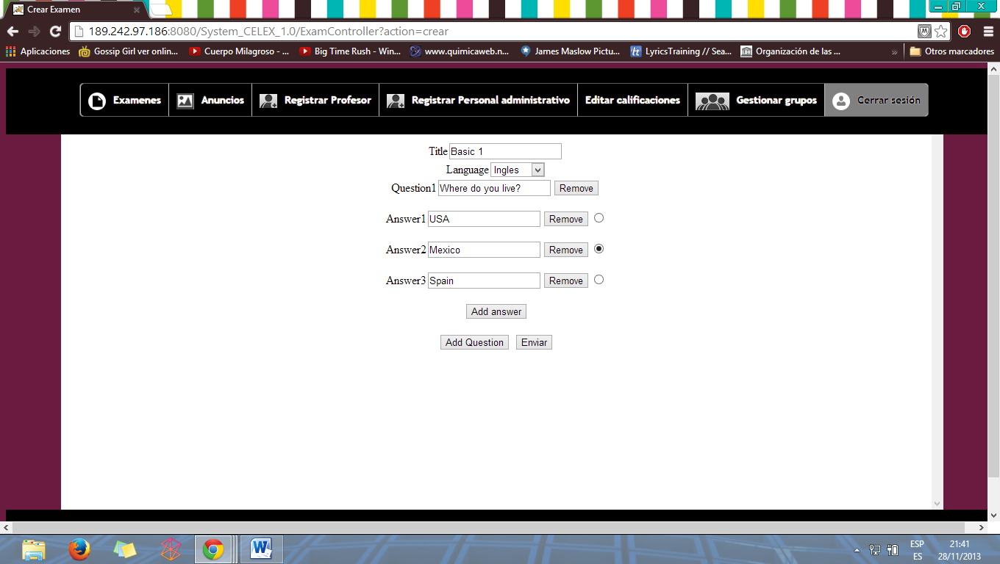 Crear Examen
189.242.97.186:8080/System_CELEX_1.0/ExamController?action=crear
Aplicaciones Gossip Girl ver onlin... Cuerpo Milagroso - ... Big Time Rush - Win... www.quimicaweb.n... James Maslow Pictu... LyricsTraining // Sea... Organización de las ... » Otros marcadores
Examenes Anuncios Registrar Profesor Registrar Personal administrativo Editar calificaciones Gestionar grupos Cerrar sesión
Title Basic 1
Language Ingles
Question1 Where do you live? Remove
Answer1 USA Remove
Answer2 Mexico Remove
Answer3 Spain Remove
Add answer
Add Question Enviar
ESP 21:41
ES 28/11/2013